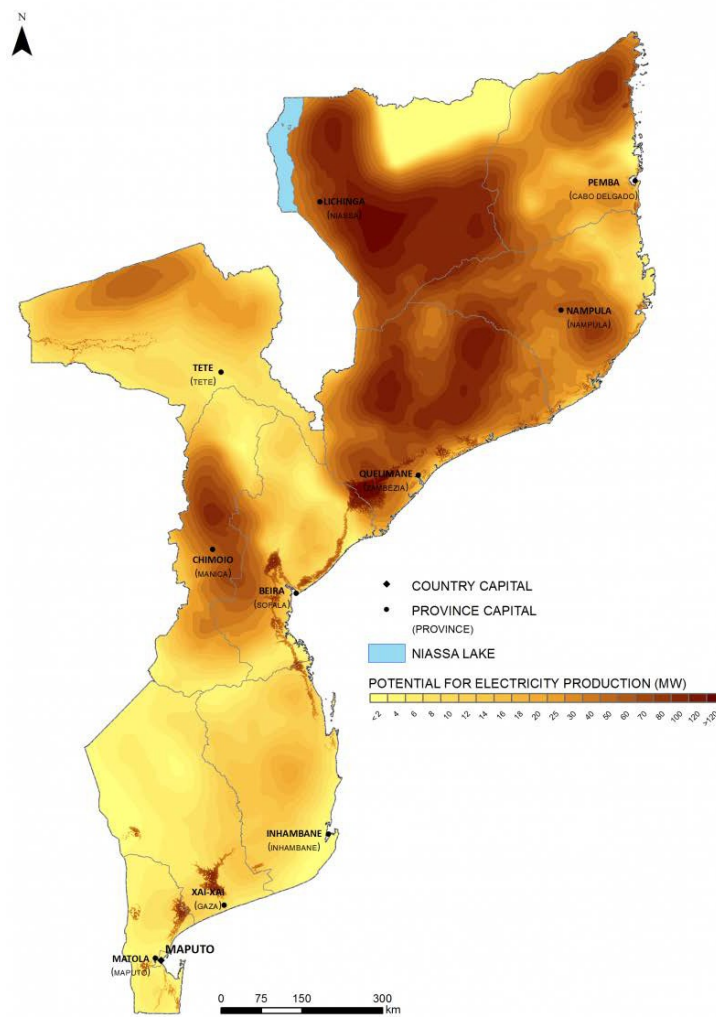 N
PEMBA
(CABO DELGADO)
LICHINGA
(NIASSA)
NAMPULA
(NAMPULA)
TETE
(TETE)
QUELIMANE
(ZAMBEZIA)
CHIMOJO
(MANICA)
BEIRA
(SOFALA)
COUNTRY CAPITAL
PROVINCE CAPITAL
(PROVINCE)
NIASSA LAKE
POTENTIAL FOR ELECTRICITY PRODUCTION (MW)
<2 4 6 8 10 12 14 16 18 20 25 30 40 50 60 70 80 100 120 >120
INHAMBANE
(INHAMBANE)
XAI-XAI
(GAZA)
MAPUTO
MATOLA
(MAPUTO)
0 75 150 300
km